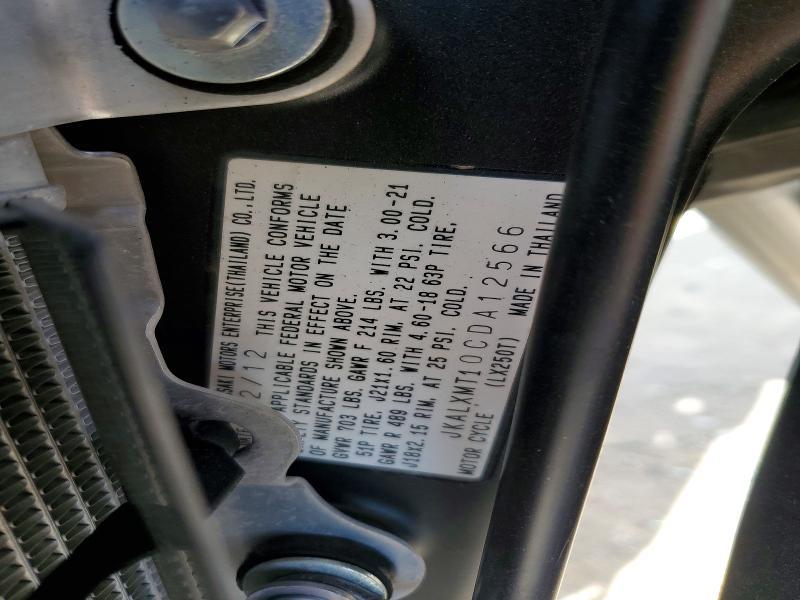 MOTORS ENTERPRISE(THAILAND) CO.,LTD.
2/12 THIS VEHICLE CONFORMS
APPLICABLE FEDERAL MOTOR VEHICLE
STANDARDS IN EFFECT ON THE DATE
OF MANUFACTURE SHOWN ABOVE.
GVWR 703 LBS. GAWR F 214 LBS. WITH 3.00-21
51P TIRE, J21x1.60 RIM, AT 22 PSI, COLD.
GAWR R 489 LBS. WITH 4.60-18 63P TIRE,
J18x2.15 RIM, AT 25 PSI, COLD.
JKALXMT10CDA12566
MOTOR CYCLE, (LX250T) MADE IN THAILAND